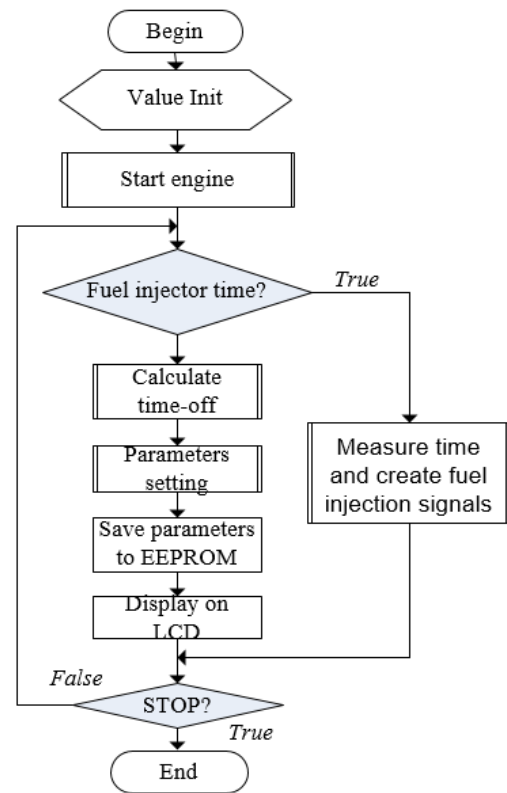 Begin
Value Init
Start engine
Fuel injector time?
True
Calculate
time-off
Parameters
setting
Measure time
and create fuel
injection signals
Save parameters
to EEPROM
Display on
LCD
False
STOP?
True
End